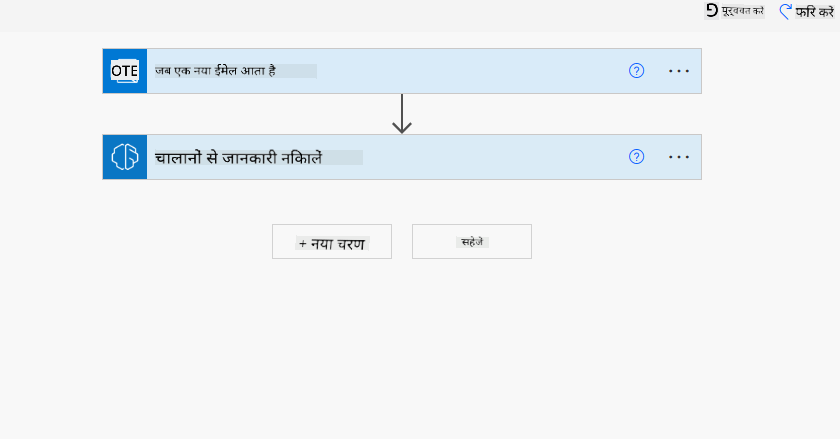 पूर्ववत करें फिर करें
OTE जब एक नया ईमेल आता है
चालानों से जानकारी निकालें
+ नया चरण सहेजें